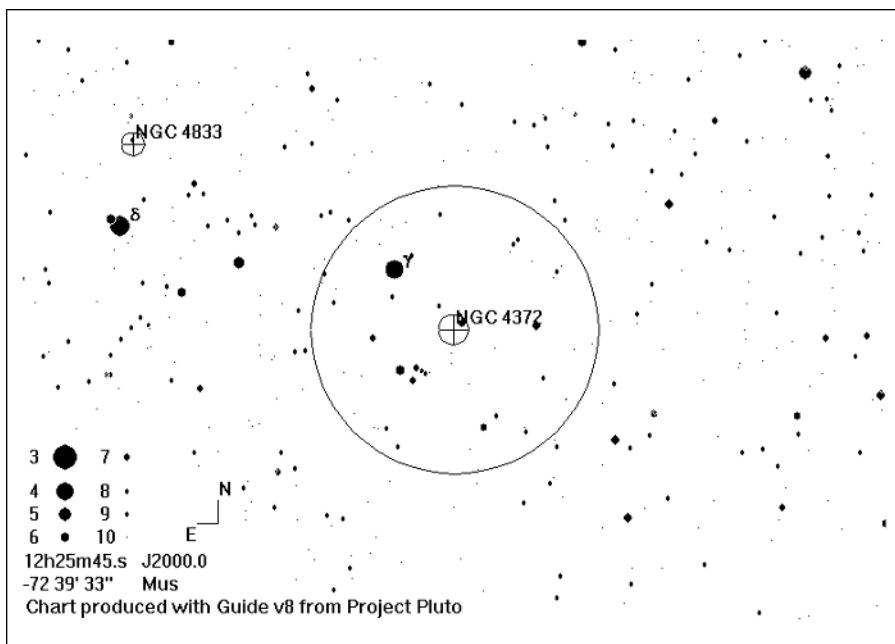 NGC 4833
δ
γ
NGC 4372
3 7
4 8
5 9
6 10
N
E
12h25m45.s J2000.0
-72 39' 33" Mus
Chart produced with Guide v8 from Project Pluto